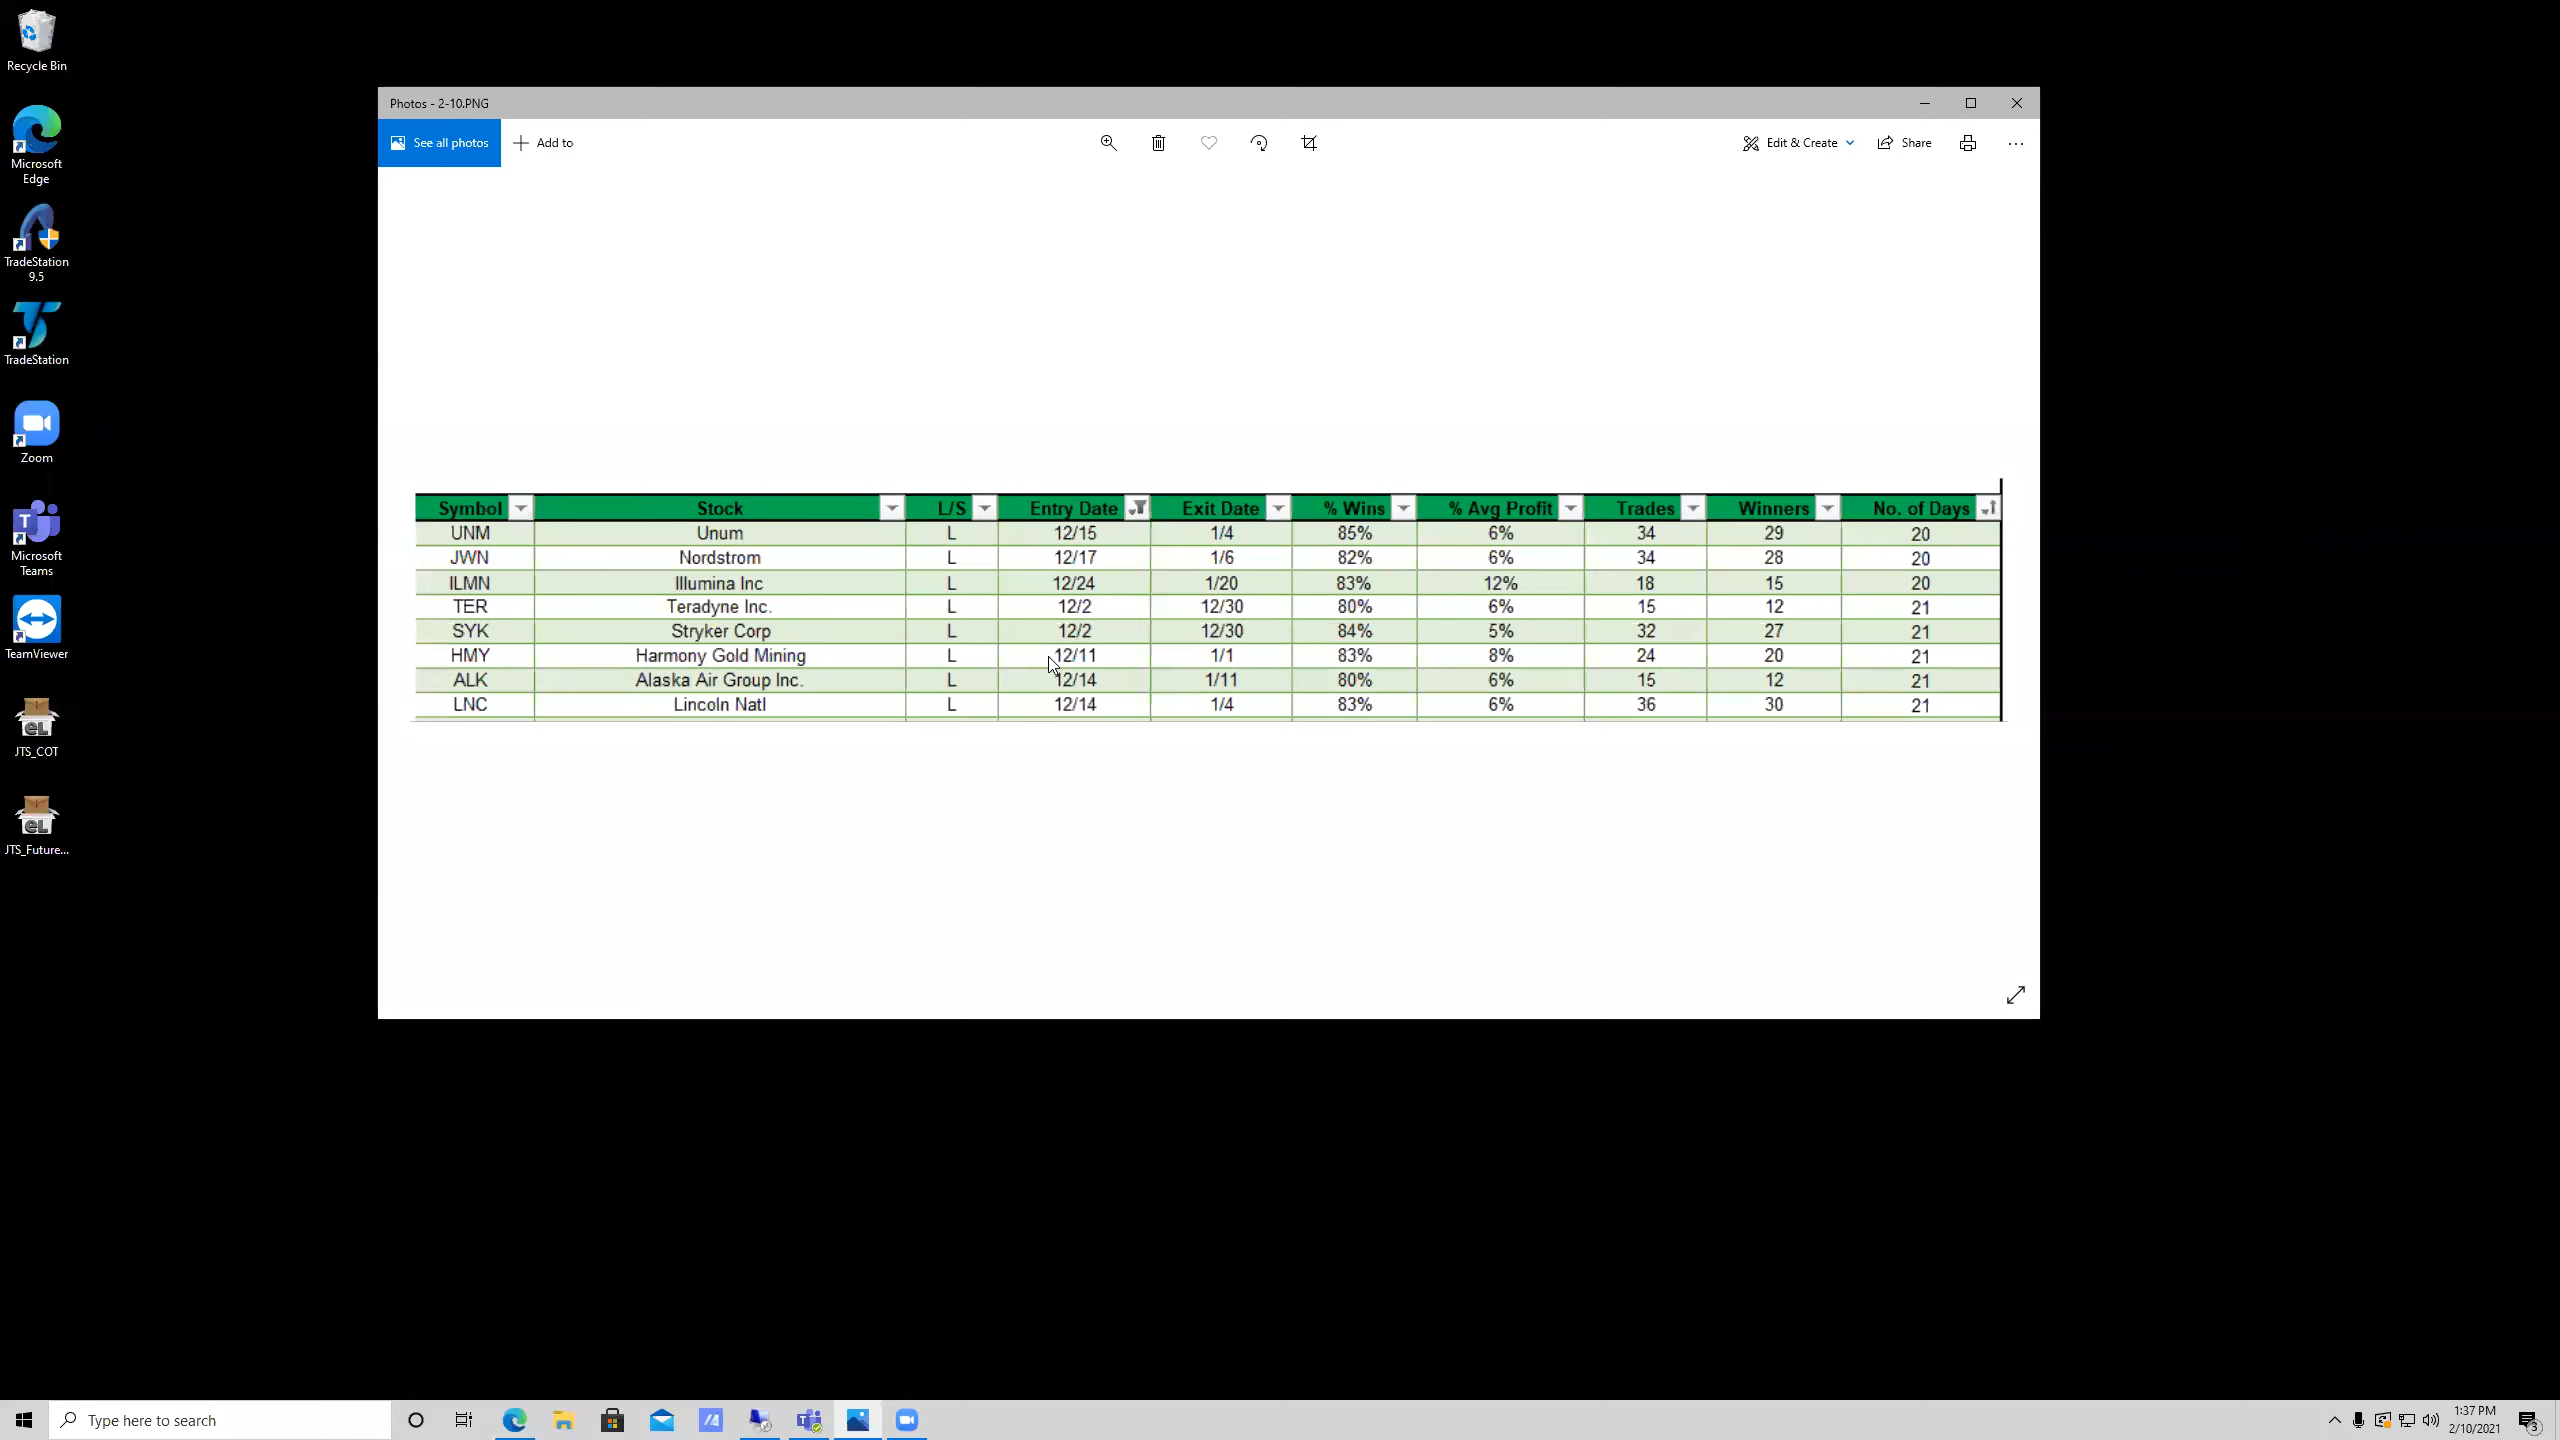 Recycle Bin
Microsoft
Edge
TradeStation
9.5
TradeStation
Zoom
Microsoft
Teams
TeamViewer
eL
JTS_COT
eL
JTS_Future...
Photos - 2-10.PNG
See all photos Add to Edit & Create Share
Symbol Stock L/S Entry Date Exit Date % Wins % Avg Profit Trades Winners No. of Days
UNM Unum L 12/15 1/4 85% 6% 34 29 20
JWN Nordstrom L 12/17 1/6 82% 6% 34 28 20
ILMN Illumina Inc L 12/24 1/20 83% 12% 18 15 20
TER Teradyne Inc. L 12/2 12/30 80% 6% 15 12 21
SYK Stryker Corp L 12/2 12/30 84% 5% 32 27 21
HMY Harmony Gold Mining L 12/11 1/1 83% 8% 24 20 21
ALK Alaska Air Group Inc. L 12/14 1/11 80% 6% 15 12 21
LNC Lincoln Natl L 12/14 1/4 83% 6% 36 30 21
Type here to search
1:37 PM
2/10/2021
3